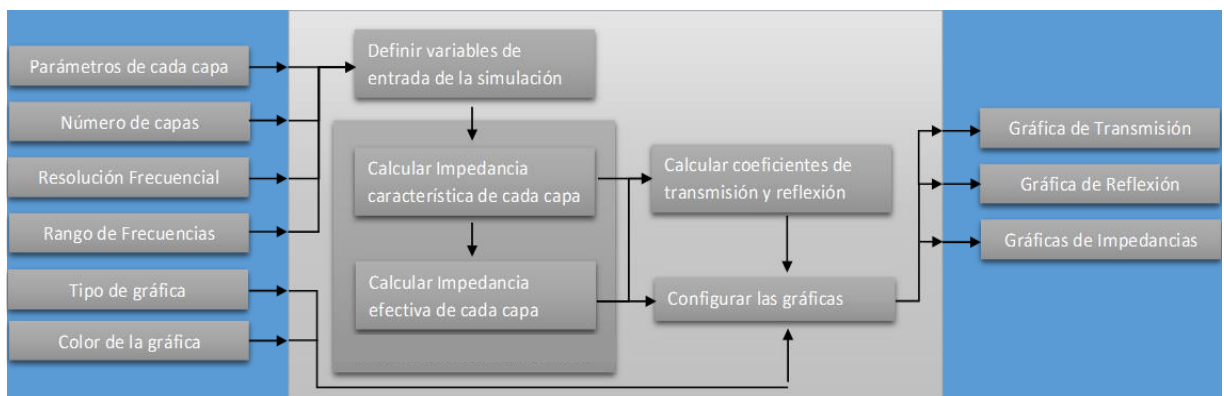 Parámetros de cada capa
Número de capas
Resolución Frecuencial
Rango de Frecuencias
Tipo de gráfica
Color de la gráfica
Definir variables de
entrada de la simulación
Calcular Impedancia
característica de cada capa
Calcular Impedancia
efectiva de cada capa
Calcular coeficientes de
transmisión y reflexión
Configurar las gráficas
Gráfica de Transmisión
Gráfica de Reflexión
Gráficas de Impedancias